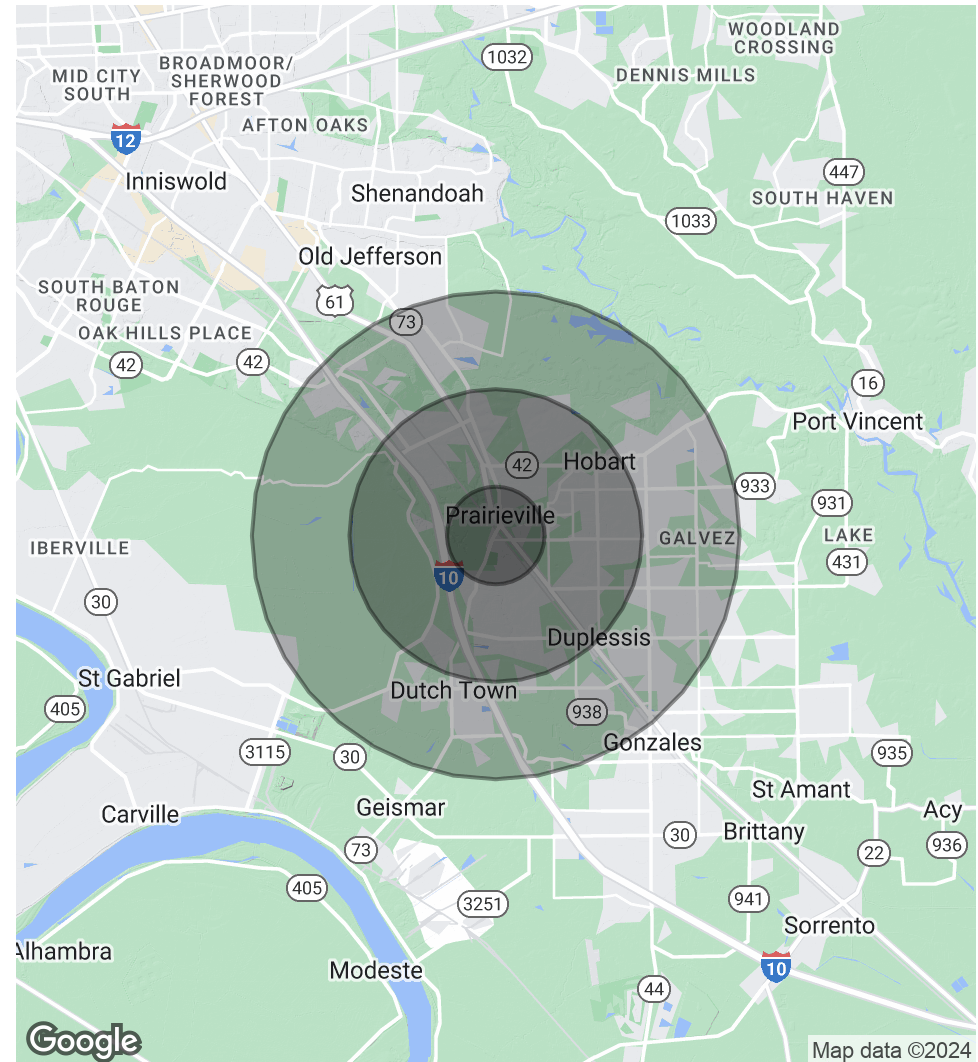 WOODLAND
CROSSING
1032
BROADMOOR/
SHERWOOD
FOREST
MID CITY
SOUTH
DENNIS MILLS
AFTON OAKS
12
447
Inniswold
Shenandoah
SOUTH HAVEN
1033
Old Jefferson
SOUTH BATON
ROUGE
61
73
OAK HILLS PLACE
42
42
16
Port Vincent
42
Hobart
933
931
Prairieville
IBERVILLE
GALVEZ
LAKE
431
10
30
Duplessis
St Gabriel
Dutch Town
405
938
Gonzales
3115
30
935
St Amant
Carville
Geismar
Acy
Brittany
30
73
22
936
405
3251
941
Sorrento
Alhambra
Modeste
10
44
Google
Map data ©2024